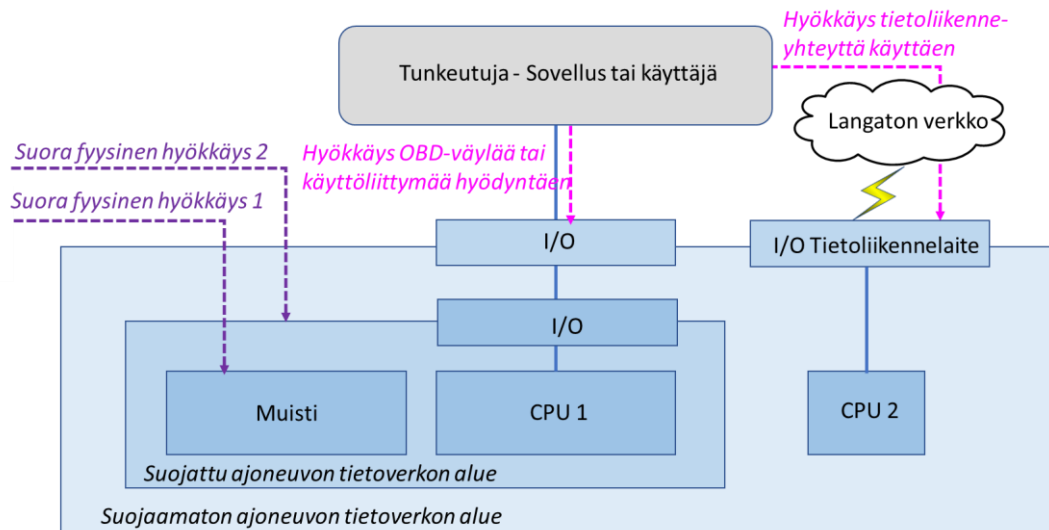 Hyökkäys tietoliikenne-
yhteyttä käyttäen
Tunkeutuja - Sovellus tai käyttäjä
Langaton verkko
Suora fyysinen hyökkäys 2
Hyökkäys OBD-väylää tai
käyttöliittymää hyödyntäen
Suora fyysinen hyökkäys 1
I/O
I/O Tietoliikennelaite
I/O
Muisti
CPU 1
CPU 2
Suojattu ajoneuvon tietoverkon alue
Suojaamaton ajoneuvon tietoverkon alue